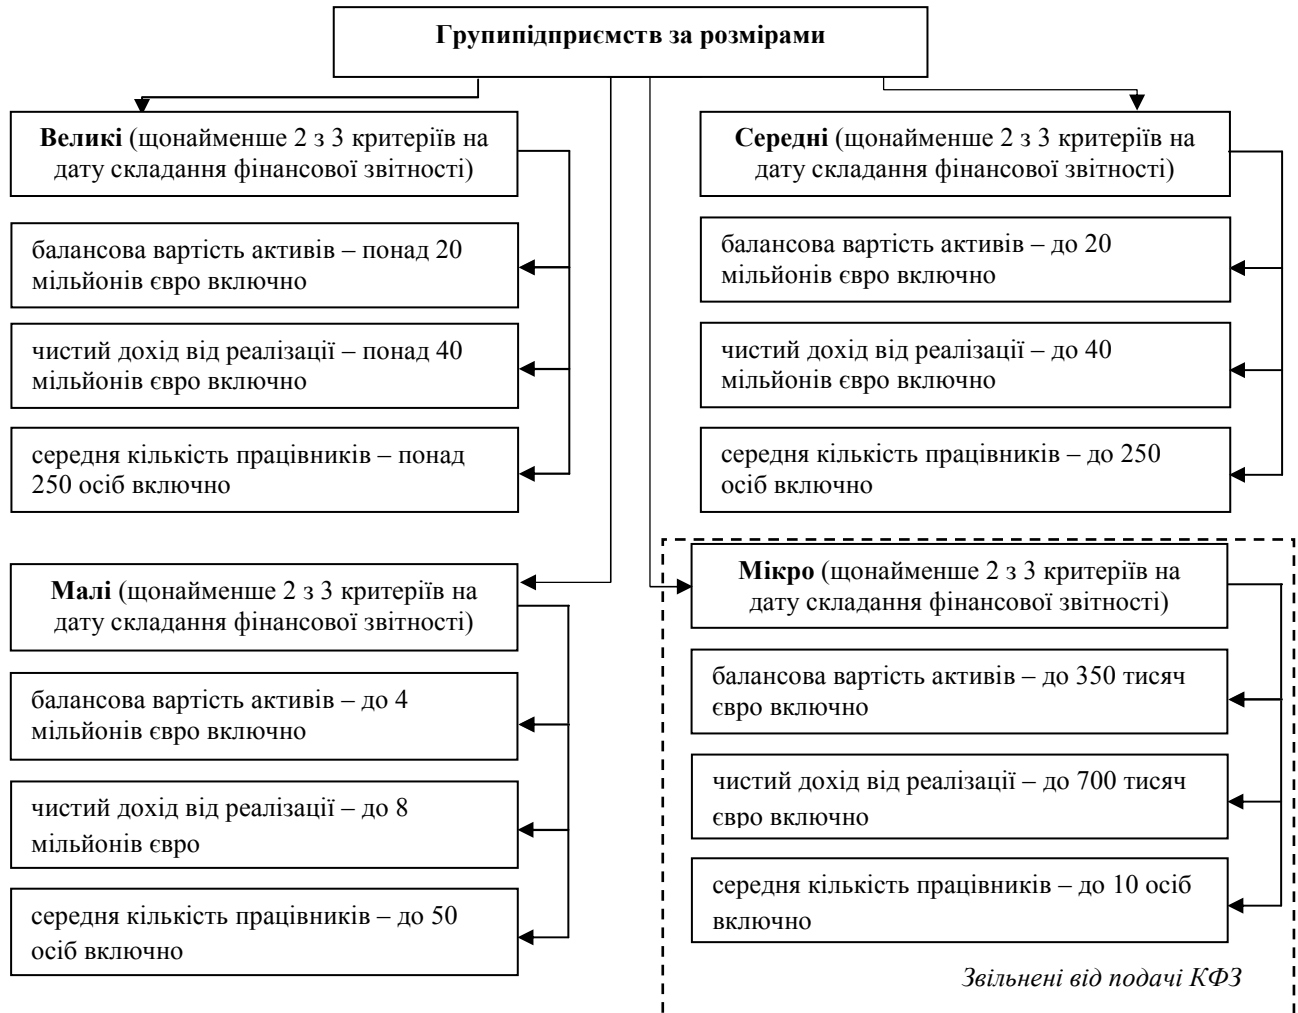 Групипідприємств за розмірами
Великі (щонайменше 2 з 3 критеріїв на
дату складання фінансової звітності)
балансова вартість активів – понад 20
мільйонів євро включно
чистий дохід від реалізації – понад 40
мільйонів євро включно
середня кількість працівників – понад
250 осіб включно
Середні (щонайменше 2 з 3 критеріїв на
дату складання фінансової звітності)
балансова вартість активів – до 20
мільйонів євро включно
чистий дохід від реалізації – до 40
мільйонів євро включно
середня кількість працівників – до 250
осіб включно
Малі (щонайменше 2 з 3 критеріїв на
дату складання фінансової звітності)
балансова вартість активів – до 4
мільйонів євро включно
чистий дохід від реалізації – до 8
мільйонів євро
середня кількість працівників – до 50
осіб включно
Мікро (щонайменше 2 з 3 критеріїв на
дату складання фінансової звітності)
балансова вартість активів – до 350 тисяч
євро включно
чистий дохід від реалізації – до 700 тисяч
євро включно
середня кількість працівників – до 10 осіб
включно
Звільнені від подачі КФЗ